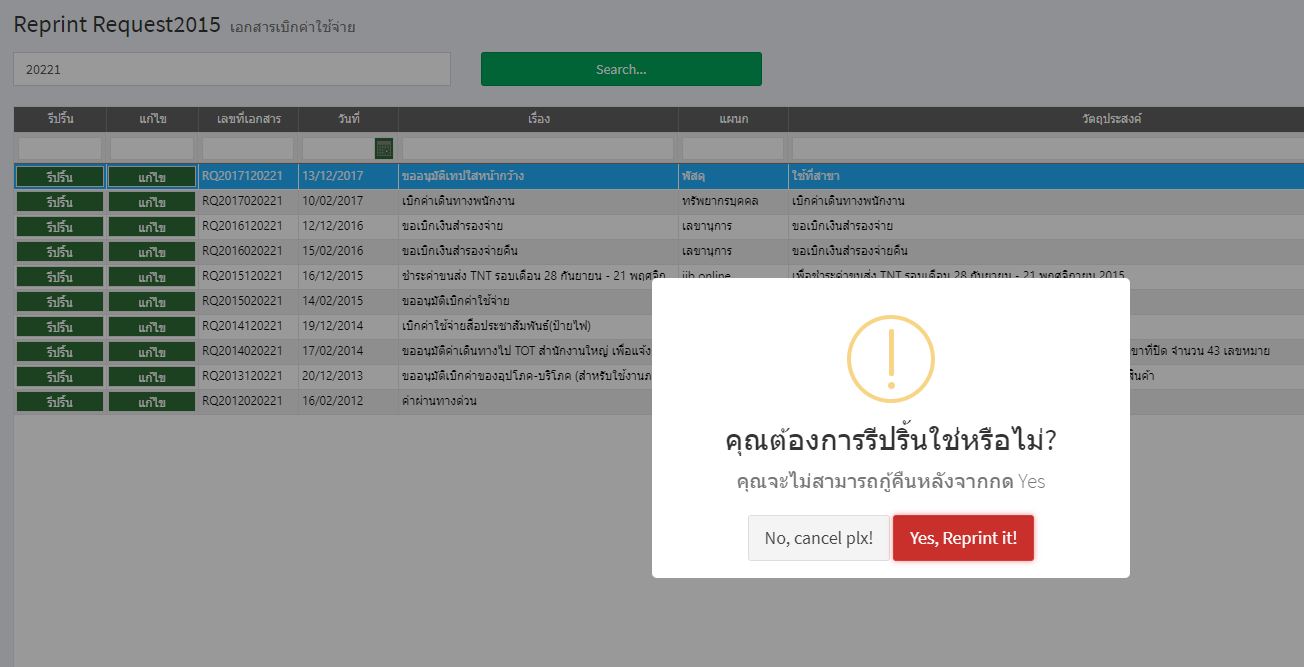 Reprint Request2015 เอกสารเบิกค่าใช้จ่าย
20221 Search...
รีปริ้น แก้ไข เลขที่เอกสาร วันที่ เรื่อง แผนก วัตถุประสงค์
รีปริ้น แก้ไข RQ2017120221 13/12/2017 ขออนุมัติเทปใสหน้ากว้าง พัสดุ ใช้ที่สาขา
รีปริ้น แก้ไข RQ2017020221 10/02/2017 เบิกค่าเดินทางพนักงาน ทรัพยากรบุคคล เบิกค่าเดินทางพนักงาน
รีปริ้น แก้ไข RQ2016120221 12/12/2016 ขอเบิกเงินสำรองจ่าย เลขานุการ ขอเบิกเงินสำรองจ่าย
รีปริ้น แก้ไข RQ2016020221 15/02/2016 ขอเบิกเงินสำรองจ่ายคืน เลขานุการ ขอเบิกเงินสำรองจ่ายคืน
รีปริ้น แก้ไข RQ2015120221 16/12/2015 ชำระค่าขนส่ง TNT รอบเดือน 28 กันยายน - 21 พฤศจิก jib online เพื่อชำระค่าขนส่ง TNT รอบเดือน 28 กันยายน - 21 พฤศจิกายน 2015
รีปริ้น แก้ไข RQ2015020221 14/02/2015 ขออนุมัติเบิกค่าใช้จ่าย
รีปริ้น แก้ไข RQ2014120221 19/12/2014 เบิกค่าใช้จ่ายสื่อประชาสัมพันธ์(ป้ายไฟ)
รีปริ้น แก้ไข RQ2014020221 17/02/2014 ขออนุมัติค่าเดินทางไป TOT สำนักงานใหญ่ เพื่อแจ้ง ขาที่ปิด จำนวน 43 เลขหมาย
รีปริ้น แก้ไข RQ2013120221 20/12/2013 ขออนุมัติเบิกค่าของอุปโภค-บริโภค (สำหรับใช้งานภ สินค้า
รีปริ้น แก้ไข RQ2012020221 16/02/2012 ค่าผ่านทางด่วน
คุณต้องการรีปริ้นใช่หรือไม่?
คุณจะไม่สามารถกู้คืนหลังจากกด Yes
No, cancel plx! Yes, Reprint it!